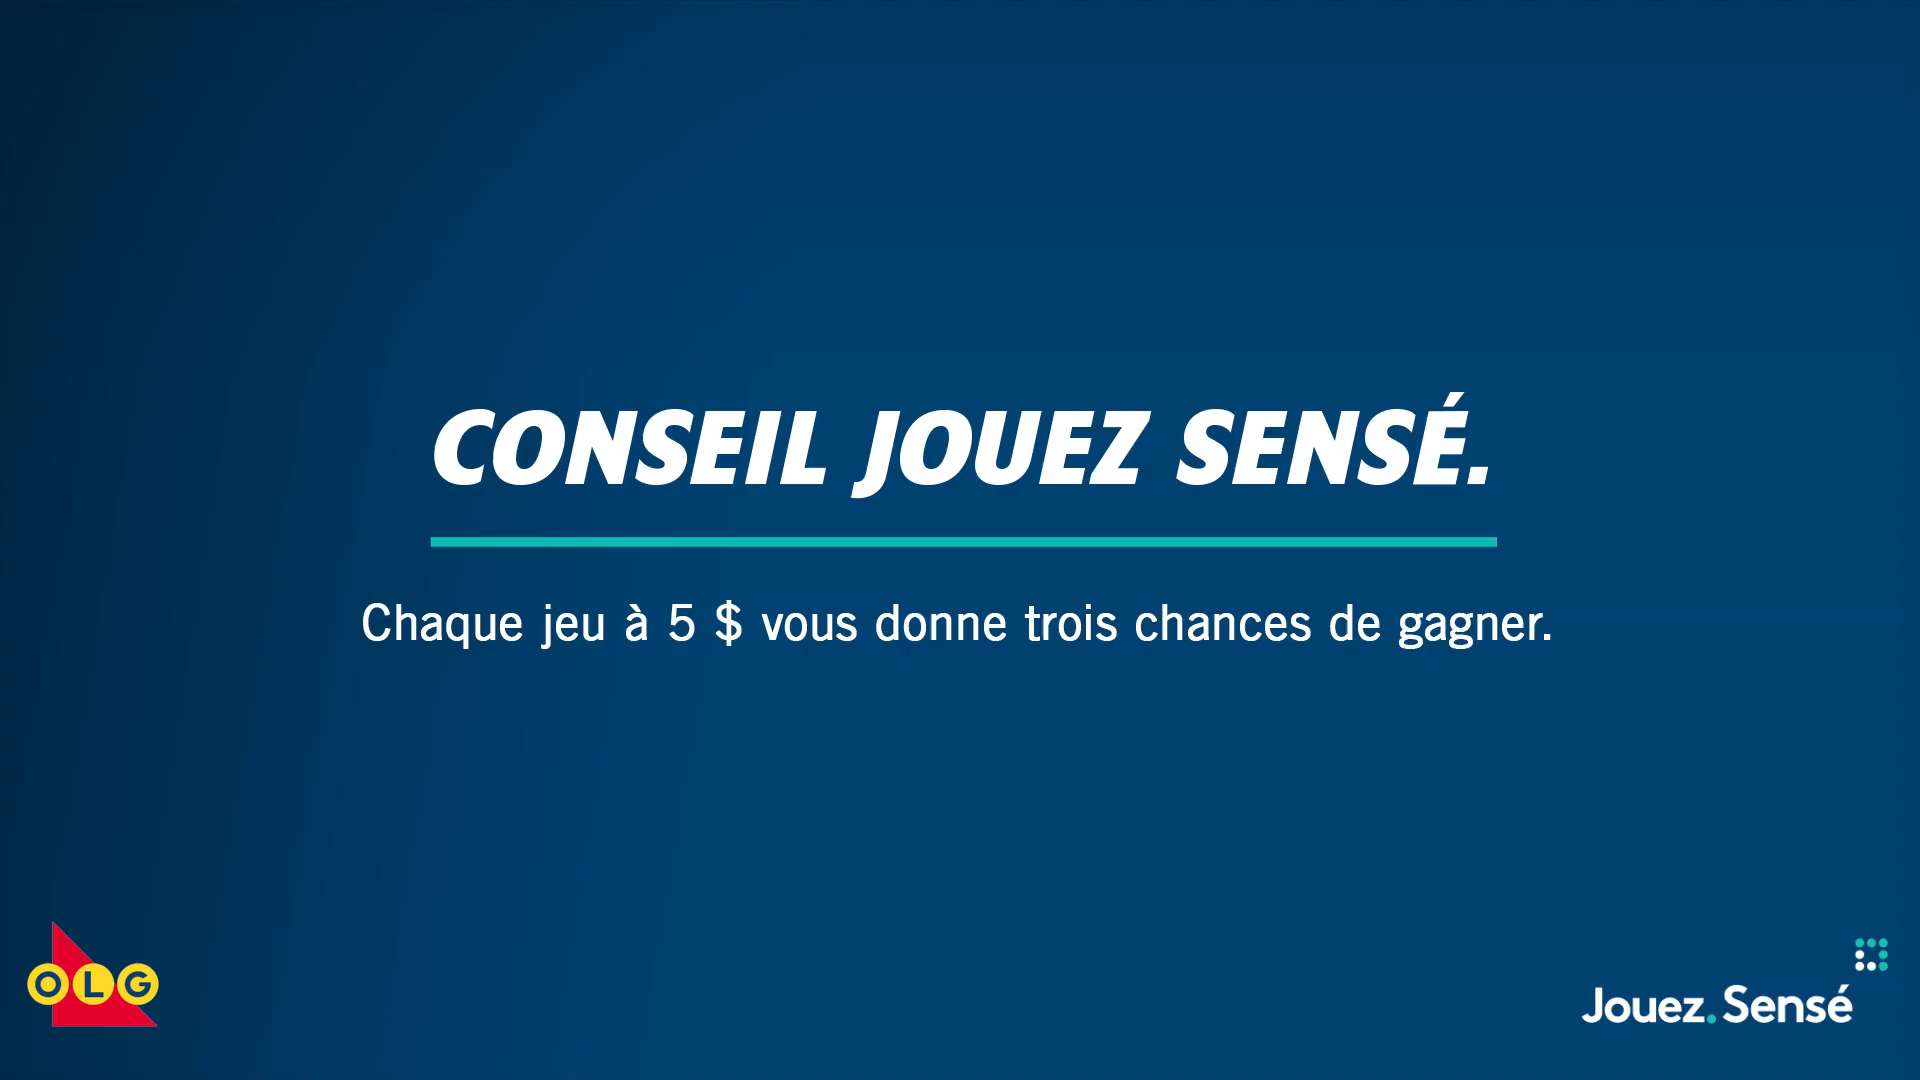 CONSEIL JOUEZ SENSÉ.
Chaque jeu à 5 $ vous donne trois chances de gagner.
OLG
Jouez.Sensé